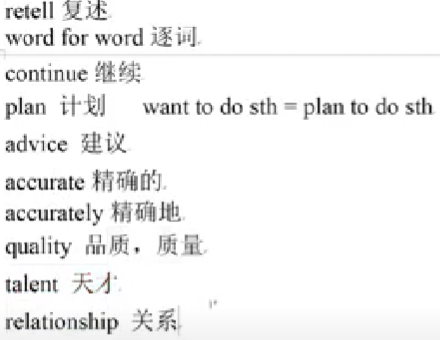 retell 复述
word for word 逐词
continue 继续
plan 计划 want to do sth = plan to do sth
advice 建议
accurate 精确的
accurately 精确地
quality 品质，质量
talent 天才
relationship 关系